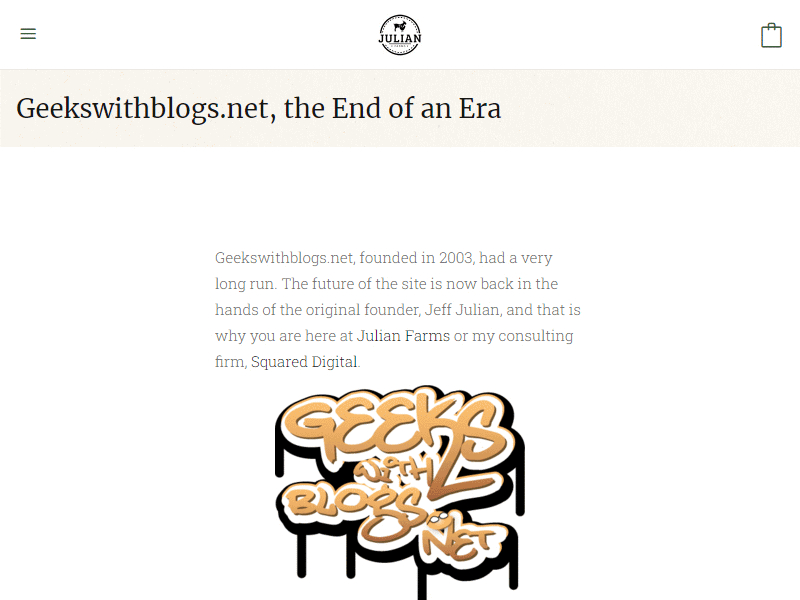 JULIAN
Geekswithblogs.net, the End of an Era
Geekswithblogs.net, founded in 2003, had a very
long run. The future of the site is now back in the
hands of the original founder, Jeff Julian, and that is
why you are here at Julian Farms or my consulting
firm, Squared Digital.
GEEKS
WITH
BLOGS
.NET